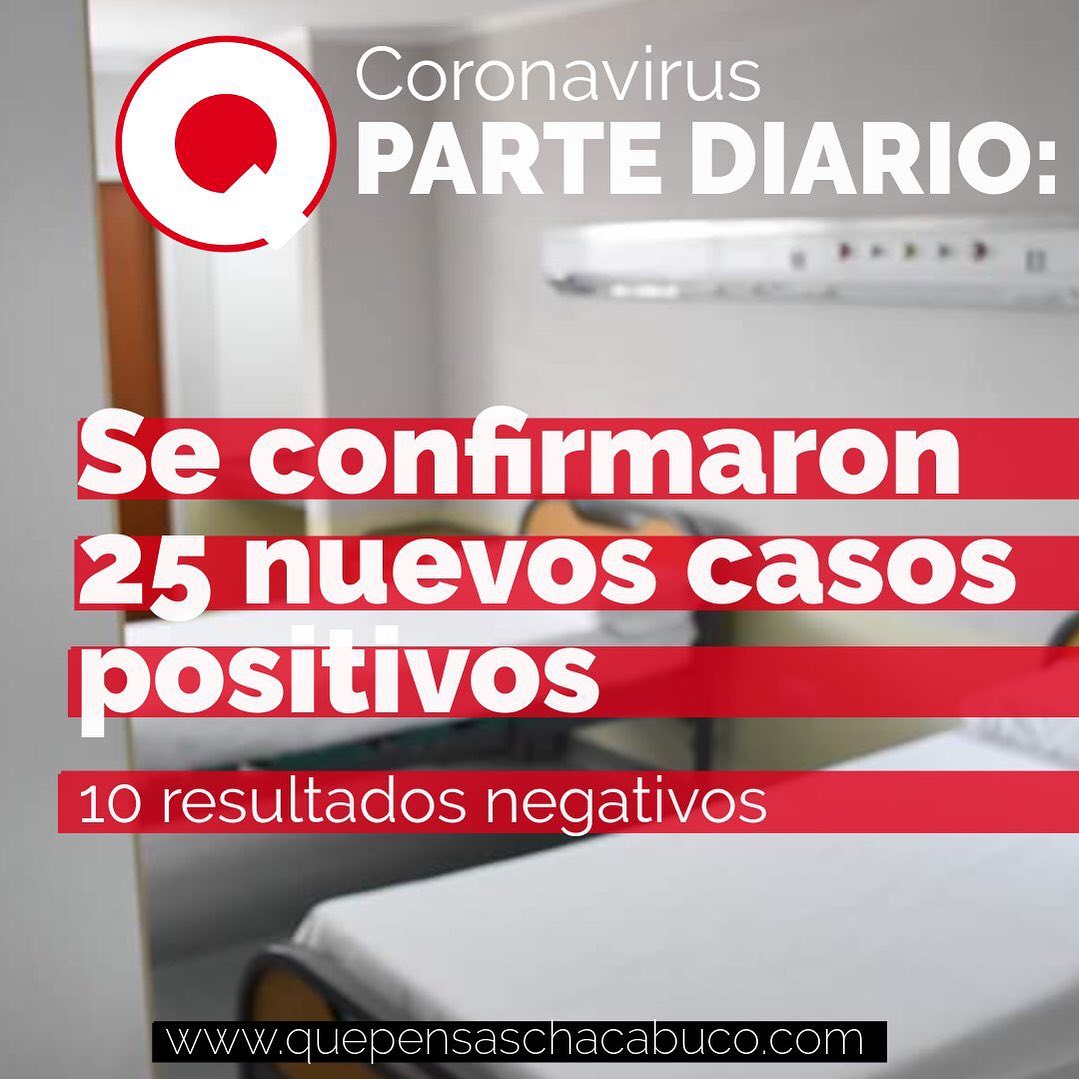 Coronavirus
PARTE DIARIO:
Se confirmaron
25 nuevos casos
positivos
10 resultados negativos
www.quepensaschacabuco.com